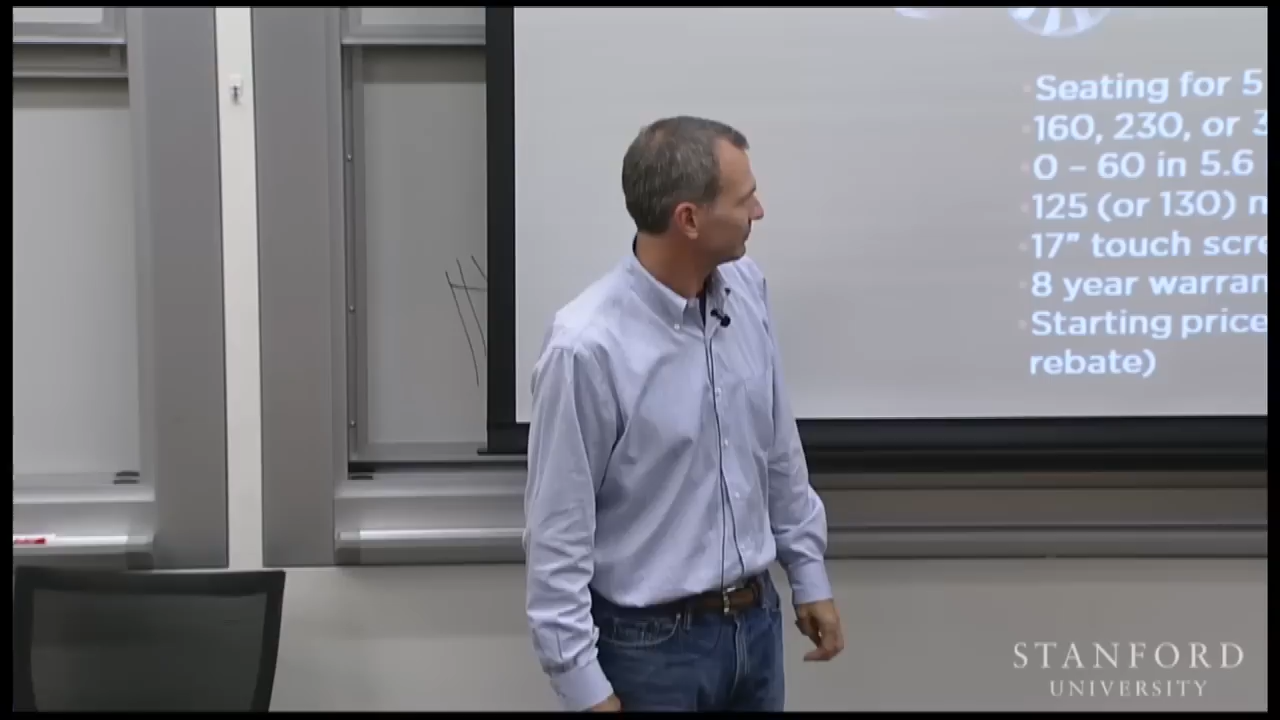 Seating for 5
160, 230, or 3
0 – 60 in 5.6
125 (or 130) m
17” touch scre
8 year warran
Starting price
rebate)
STANFORD
UNIVERSITY